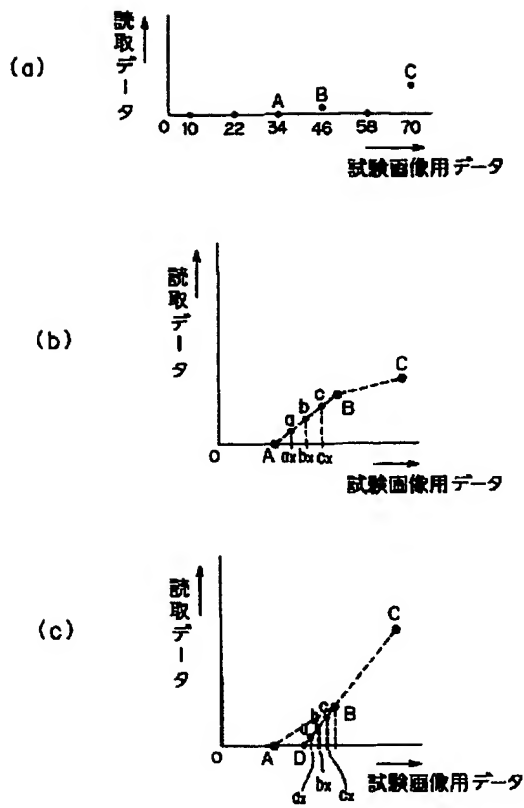 (a)
読取データ
C
A
B
0 10 22 34 46 58 70
試験画像用データ
(b)
読取データ
C
c
b
B
a
0
A ax bx cx
試験画像用データ
(c)
読取データ
C
c
b
B
a
0
A D
ax bx cx
試験画像用データ